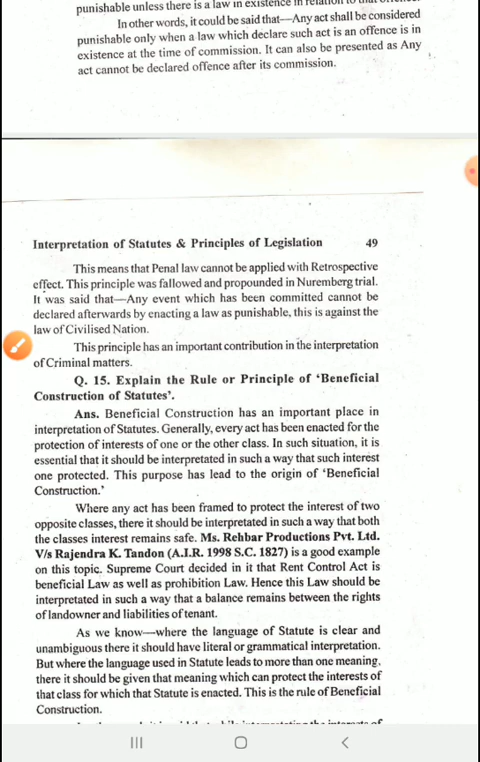 punishable unless there is a law in existence in relation to that offence.
In other words, it could be said that—Any act shall be considered
punishable only when a law which declare such act is an offence is in
existence at the time of commission. It can also be presented as Any
act cannot be declared offence after its commission.
Interpretation of Statutes & Principles of Legislation 49
This means that Penal law cannot be applied with Retrospective
effect. This principle was fallowed and propounded in Nuremberg trial.
It was said that—Any event which has been committed cannot be
declared afterwards by enacting a law as punishable, this is against the
law of Civilised Nation.
This principle has an important contribution in the interpretation
of Criminal matters.
Q. 15. Explain the Rule or Principle of ‘Beneficial
Construction of Statutes’.
Ans. Beneficial Construction has an important place in
interpretation of Statutes. Generally, every act has been enacted for the
protection of interests of one or the other class. In such situation, it is
essential that it should be interpretated in such a way that such interest
one protected. This purpose has lead to the origin of ‘Beneficial
Construction.’
Where any act has been framed to protect the interest of two
opposite classes, there it should be interpretated in such a way that both
the classes interest remains safe. Ms. Rehbar Productions Pvt. Ltd.
V/s Rajendra K. Tandon (A.I.R. 1998 S.C. 1827) is a good example
on this topic. Supreme Court decided in it that Rent Control Act is
beneficial Law as well as prohibition Law. Hence this Law should be
interpretated in such a way that a balance remains between the rights
of landowner and liabilities of tenant.
As we know—where the language of Statute is clear and
unambiguous there it should have literal or grammatical interpretation.
But where the language used in Statute leads to more than one meaning,
there it should be given that meaning which can protect the interests of
that class for which that Statute is enacted. This is the rule of Beneficial
Construction.